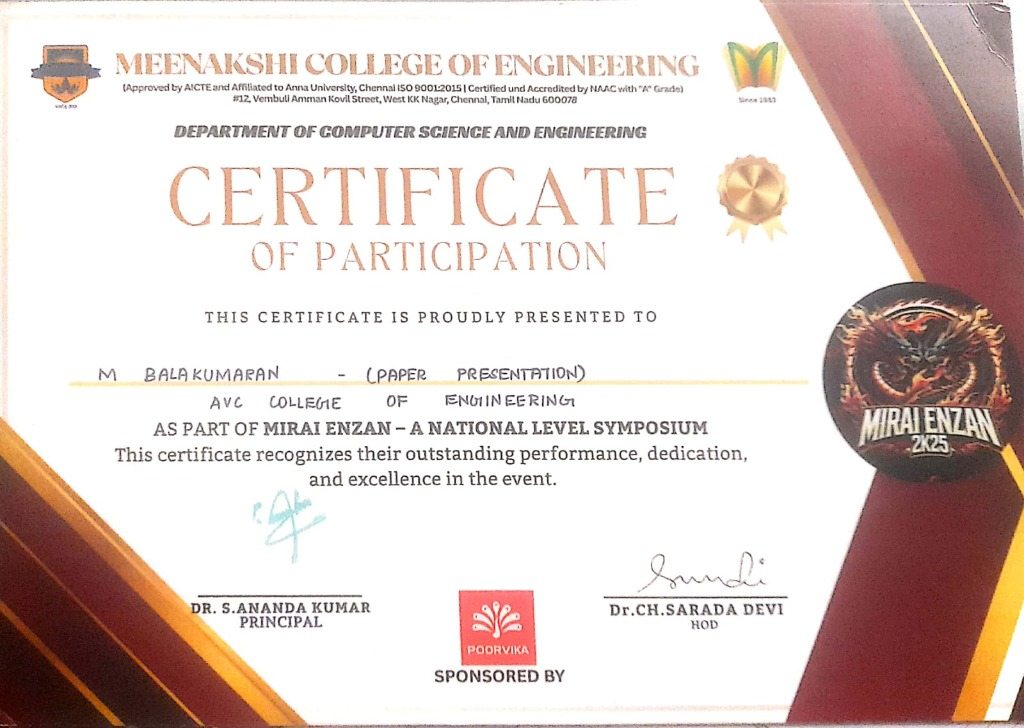 MEENAKSHI COLLEGE OF ENGINEERING
(Approved by AICTE and Affiliated to Anna University, Chennai ISO 9001:2015 | Certified and Accredited by NAAC with "A" Grade)
#12, Vembuli Amman Kovil Street, West KK Nagar, Chennai, Tamil Nadu 600078
Since 1983
DEPARTMENT OF COMPUTER SCIENCE AND ENGINEERING
CERTIFICATE
OF PARTICIPATION
THIS CERTIFICATE IS PROUDLY PRESENTED TO
M BALAKUMARAN - (PAPER PRESENTATION)
AVC COLLEGE OF ENGINEERING
AS PART OF MIRAI ENZAN – A NATIONAL LEVEL SYMPOSIUM
This certificate recognizes their outstanding performance, dedication,
and excellence in the event.
MIRAI ENZAN
2K25
DR. S.ANANDA KUMAR
PRINCIPAL
Dr.CH.SARADA DEVI
HOD
POORVIKA
SPONSORED BY